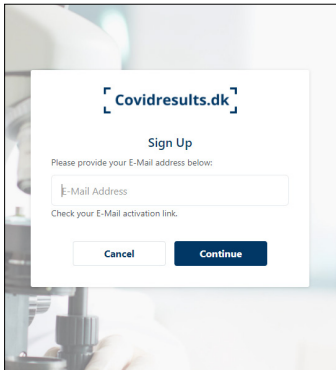 Covidresults.dk
Sign Up
Please provide your E-Mail address below:
E-Mail Address
Check your E-Mail activation link.
Cancel
Continue